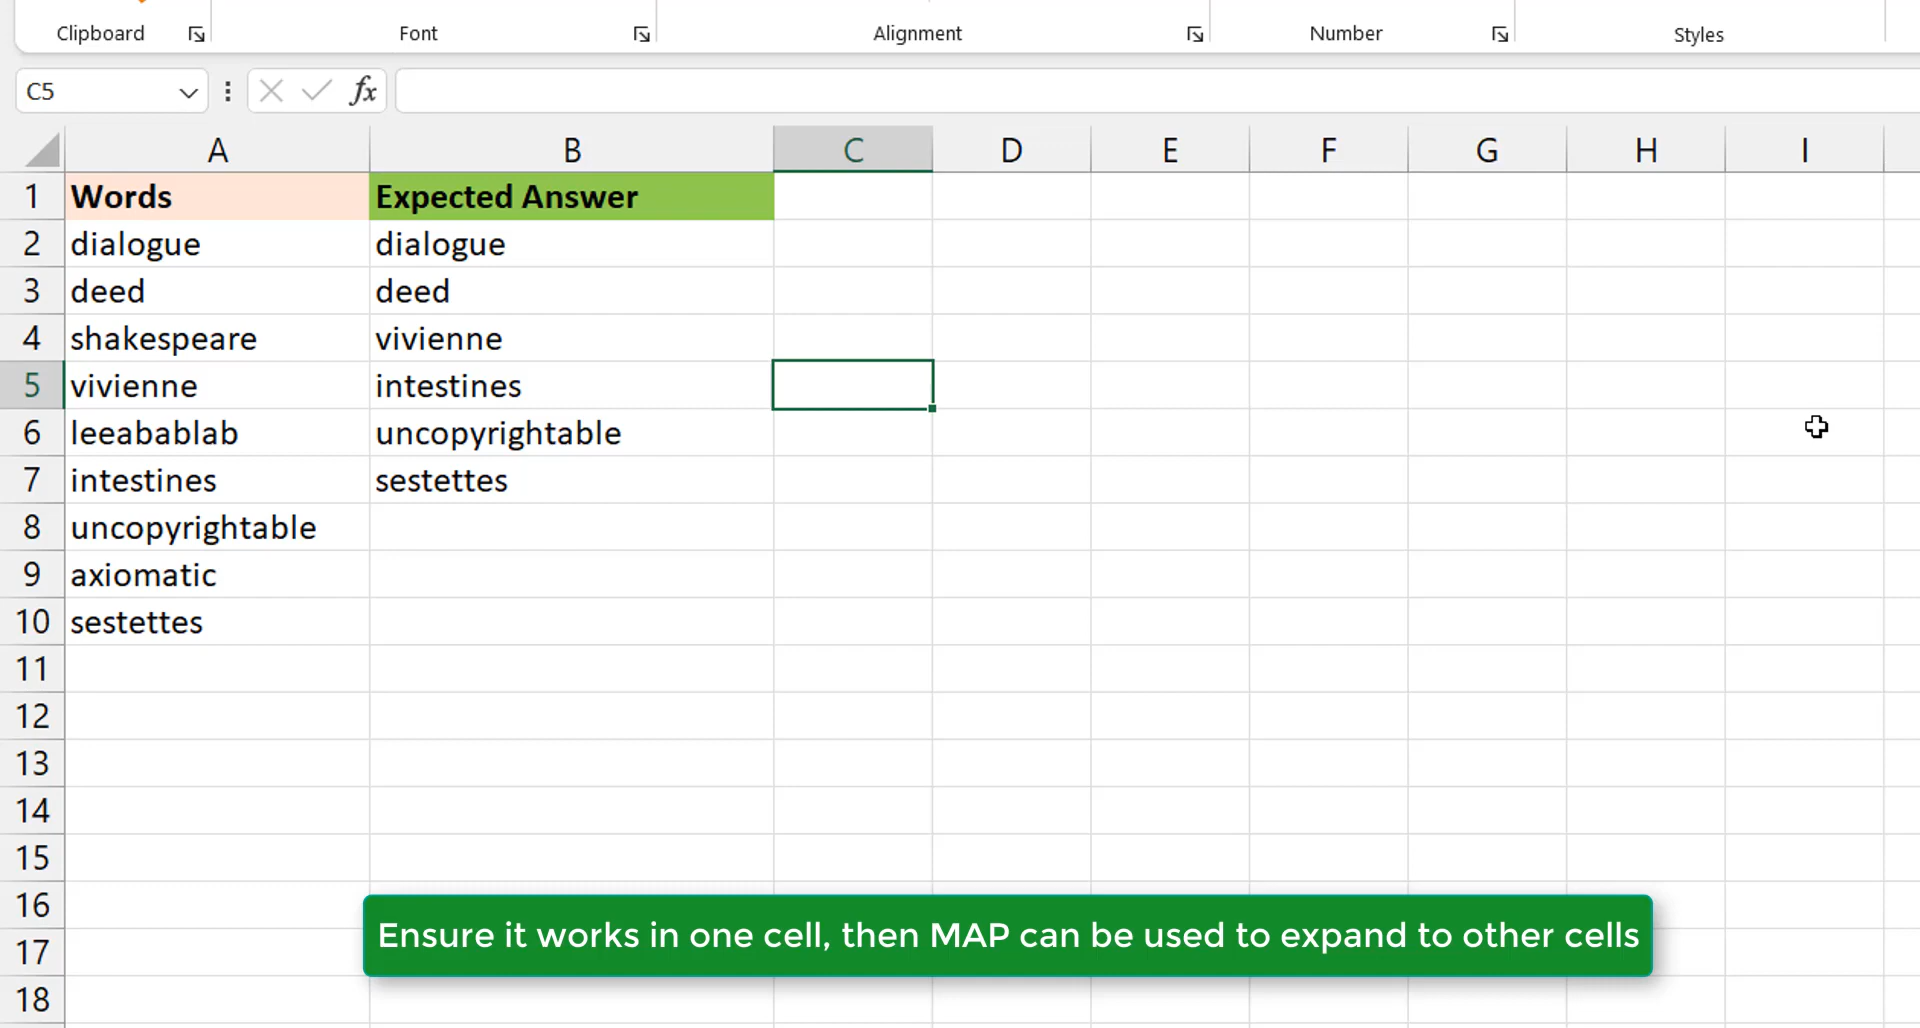 Clipboard Font Alignment Number Styles
C5 fx
A B C D E F G H I
1 Words Expected Answer
2 dialogue dialogue
3 deed deed
4 shakespeare vivienne
5 vivienne intestines
6 leeabablab uncopyrightable
7 intestines sestettes
8 uncopyrightable
9 axiomatic
10 sestettes
11
12
13
14
15
16
Ensure it works in one cell, then MAP can be used to expand to other cells
17
18